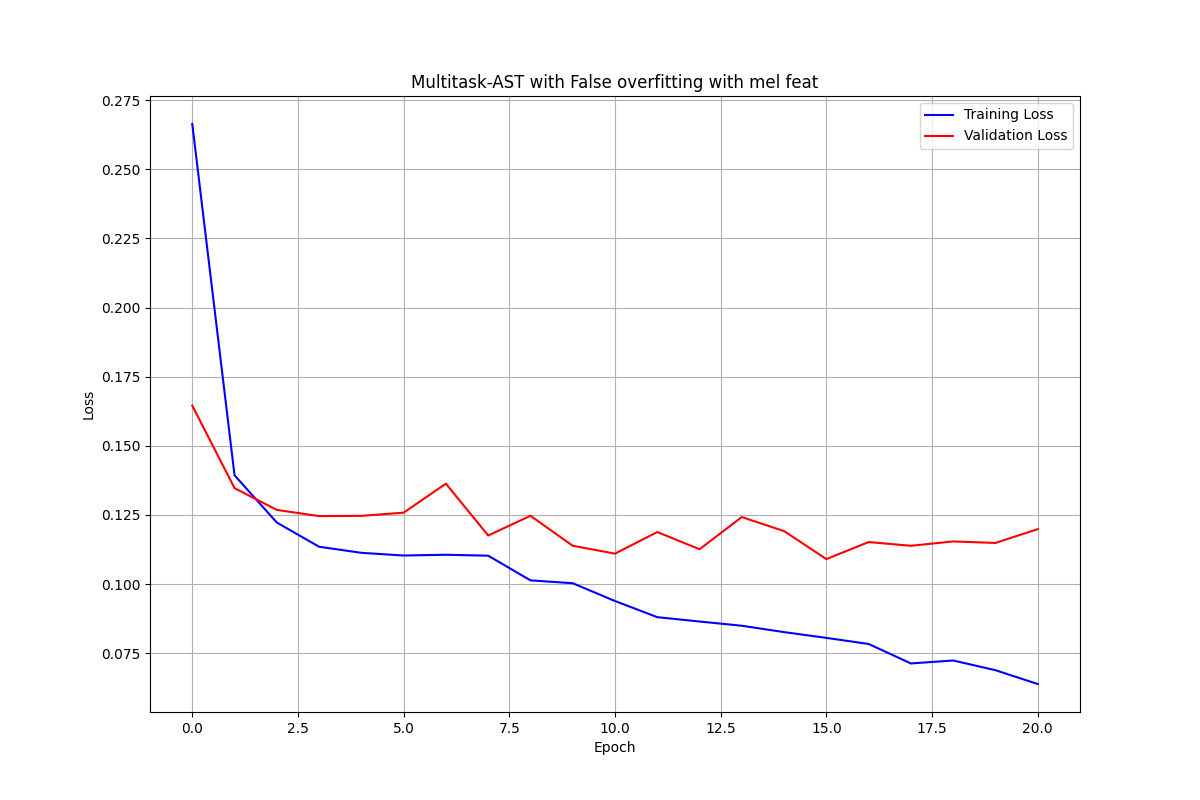 Multitask-AST with False overfitting with mel feat
Training Loss
Validation Loss
0.275
0.250
0.225
0.200
0.175
0.150
0.125
0.100
0.075
Loss
0.0 2.5 5.0 7.5 10.0 12.5 15.0 17.5 20.0
Epoch